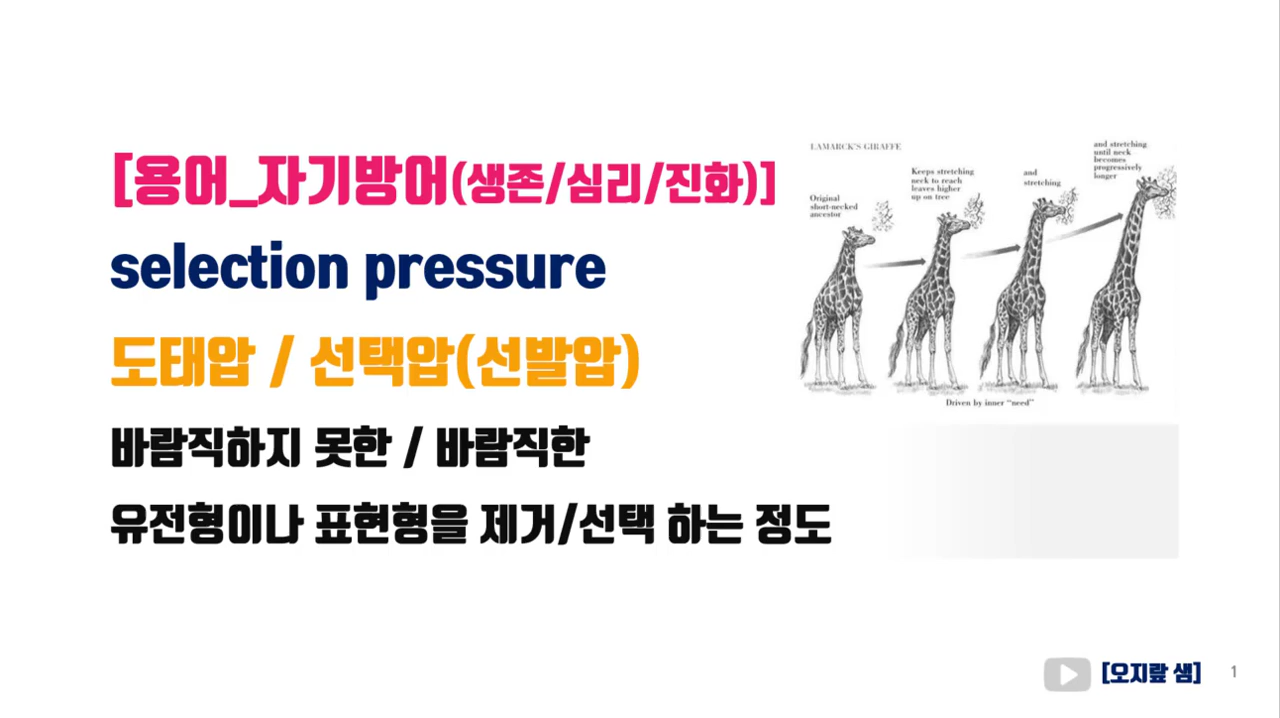 [용어_자기방어(생존/심리/진화)]
selection pressure
도태압 / 선택압(선발압)
바람직하지 못한 / 바람직한
유전형이나 표현형을 제거/선택 하는 정도
LAMARCK'S GIRAFFE
Original
short-necked
ancestor
Keeps stretching
neck to reach
leaves higher
up on tree
and
stretching
and stretching
until neck
becomes
progressively
longer
Driven by inner "need"
[오지랖 샘]
1